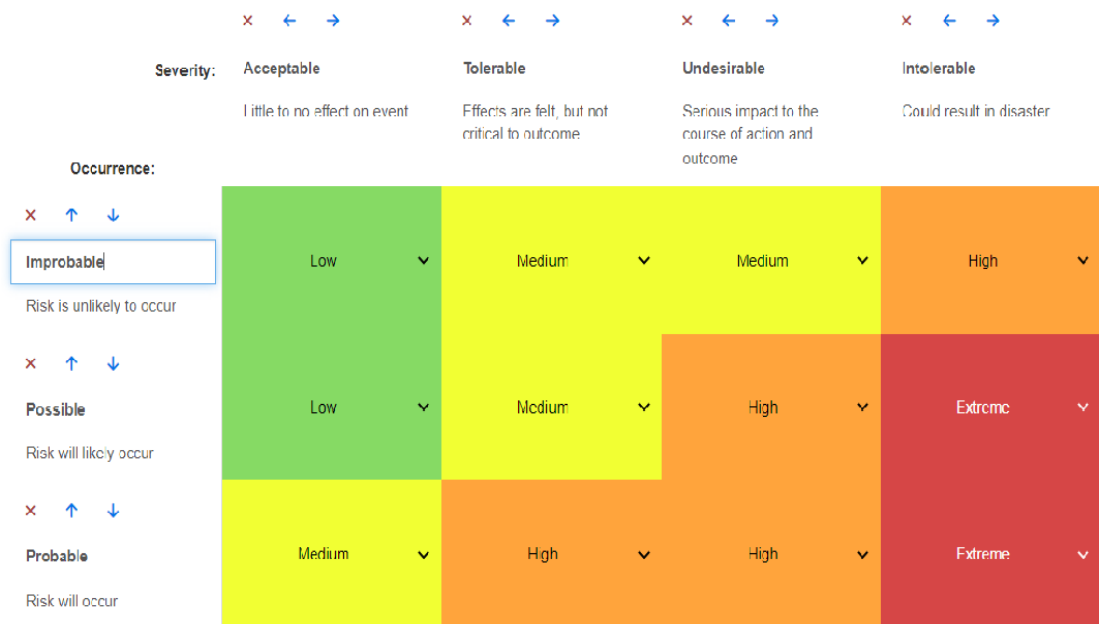 Severity:
Acceptable
Tolerable
Undesirable
Intolerable
Little to no effect on event
Effects are felt, but not
critical to outcome
Serious impact to the
course of action and
outcome
Could result in disaster
Occurrence:
Improbable
Risk is unlikely to occur
Low
Medium
Medium
High
Possible
Risk will likely occur
Low
Medium
High
Extreme
Probable
Risk will occur
Medium
High
High
Extreme